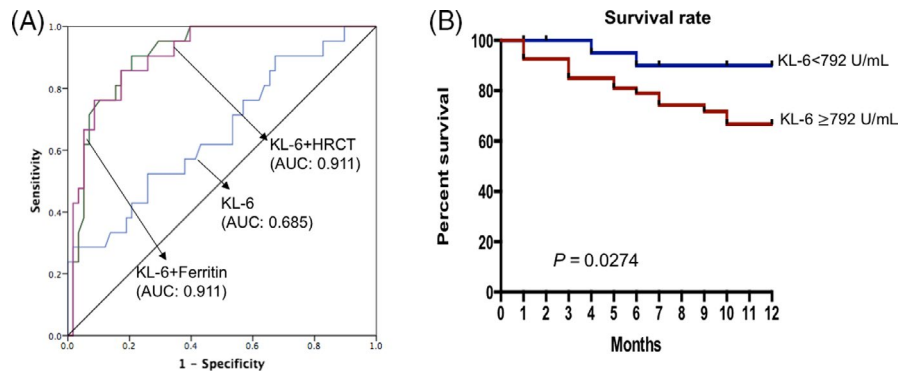 (A)
1.0
0.8
0.6
0.4
0.2
0.0
Sensitivity
KL-6+HRCT
(AUC: 0.911)
KL-6
(AUC: 0.685)
KL-6+Ferritin
(AUC: 0.911)
0.0 0.2 0.4 0.6 0.8 1.0
1 - Specificity
(B)
Survival rate
100
80
60
40
20
0
Percent survival
KL-6<792 U/mL
KL-6 ≥792 U/mL
P = 0.0274
0 1 2 3 4 5 6 7 8 9 10 11 12
Months